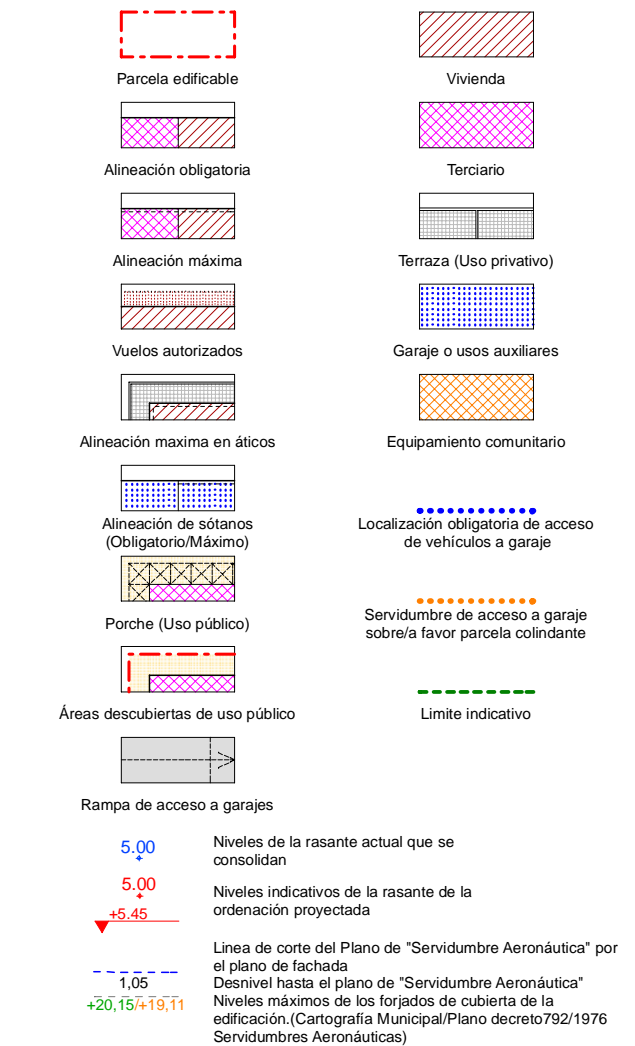 Parcela edificable
Vivienda
Alineación obligatoria
Terciario
Alineación máxima
Terraza (Uso privativo)
Vuelos autorizados
Garaje o usos auxiliares
Alineación maxima en áticos
Equipamiento comunitario
Alineación de sótanos
(Obligatorio/Máximo)
Localización obligatoria de acceso
de vehículos a garaje
Porche (Uso público)
Servidumbre de acceso a garaje
sobre/a favor parcela colindante
Áreas descubiertas de uso público
Limite indicativo
Rampa de acceso a garajes
5.00
Niveles de la rasante actual que se
consolidan
5.00
+5.45
Niveles indicativos de la rasante de la
ordenación proyectada
Linea de corte del Plano de "Servidumbre Aeronáutica" por
el plano de fachada
1,05
Desnivel hasta el plano de "Servidumbre Aeronáutica"
+20,15/+19,11
Niveles máximos de los forjados de cubierta de la
edificación.(Cartografía Municipal/Plano decreto792/1976
Servidumbres Aeronáuticas)